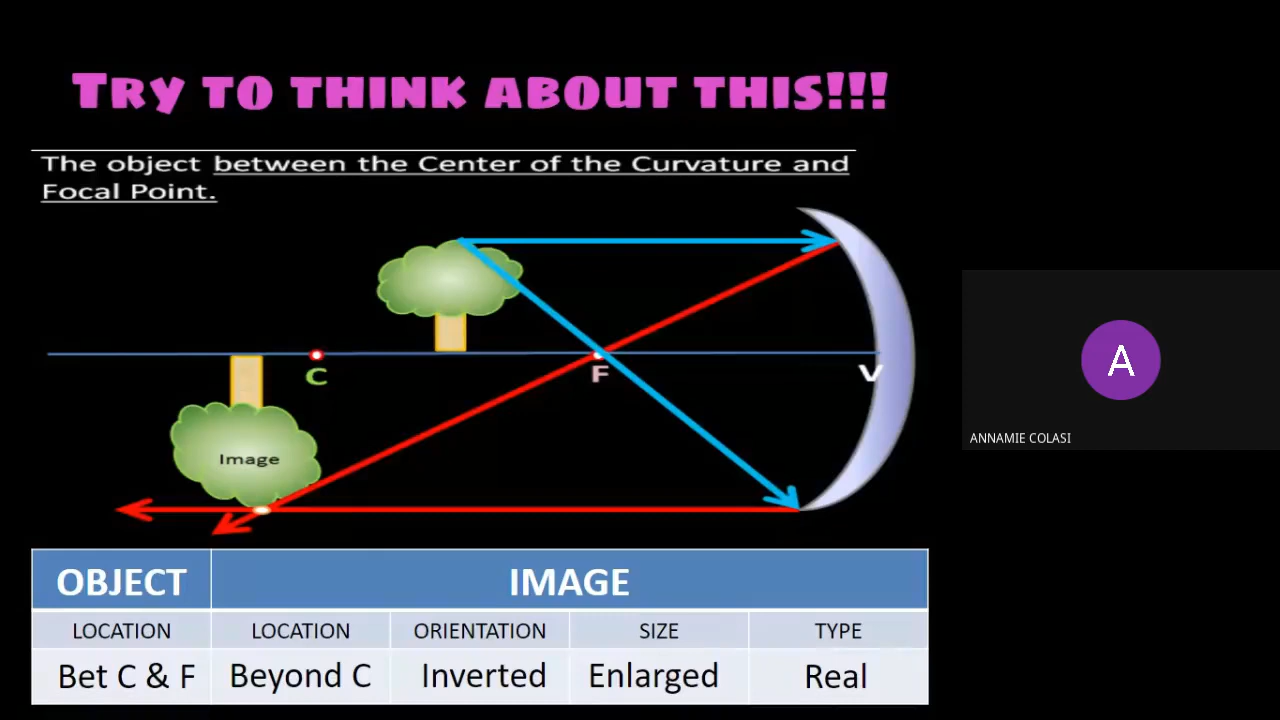 TRY TO THINK ABOUT THIS!!!
The object between the Center of the Curvature and
Focal Point.
C
F
V
Image
A
ANNAMIE COLASI
OBJECT IMAGE
LOCATION LOCATION ORIENTATION SIZE TYPE
Bet C & F Beyond C Inverted Enlarged Real